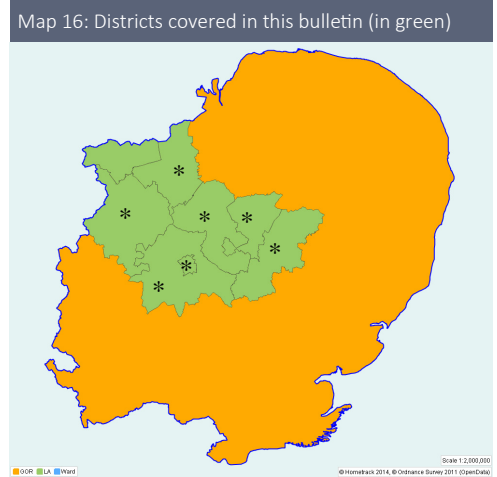 Map 16: Districts covered in this bulletin (in green)
*
*
*
*
*
*
*
Scale 1:2,000,000
GOR LA Ward
© Hometrack 2014, © Ordnance Survey 2011 (OpenData)